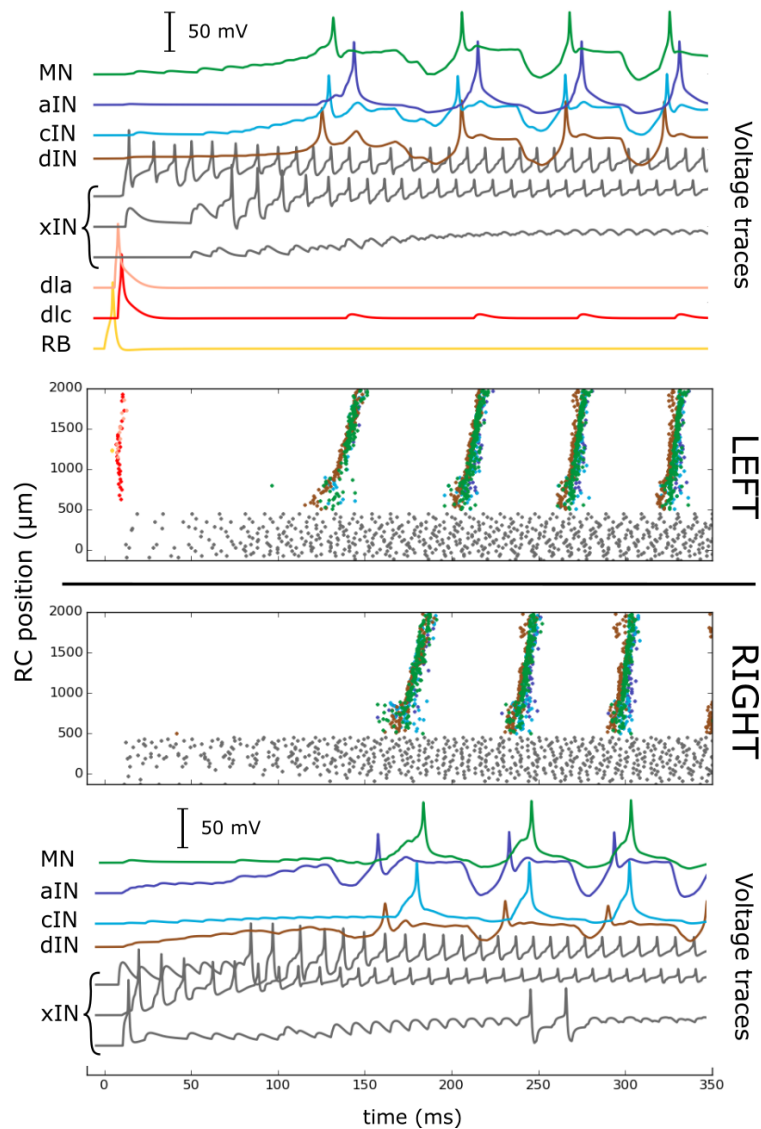 50 mV
MN
aIN
cIN
dIN
xIN
dla
dlc
RB
Voltage traces
2000
1500
1000
500
0
LEFT
RC position (µm)
2000
1500
1000
500
0
RIGHT
50 mV
MN
aIN
cIN
dIN
xIN
Voltage traces
0 50 100 150 200 250 300 350
time (ms)